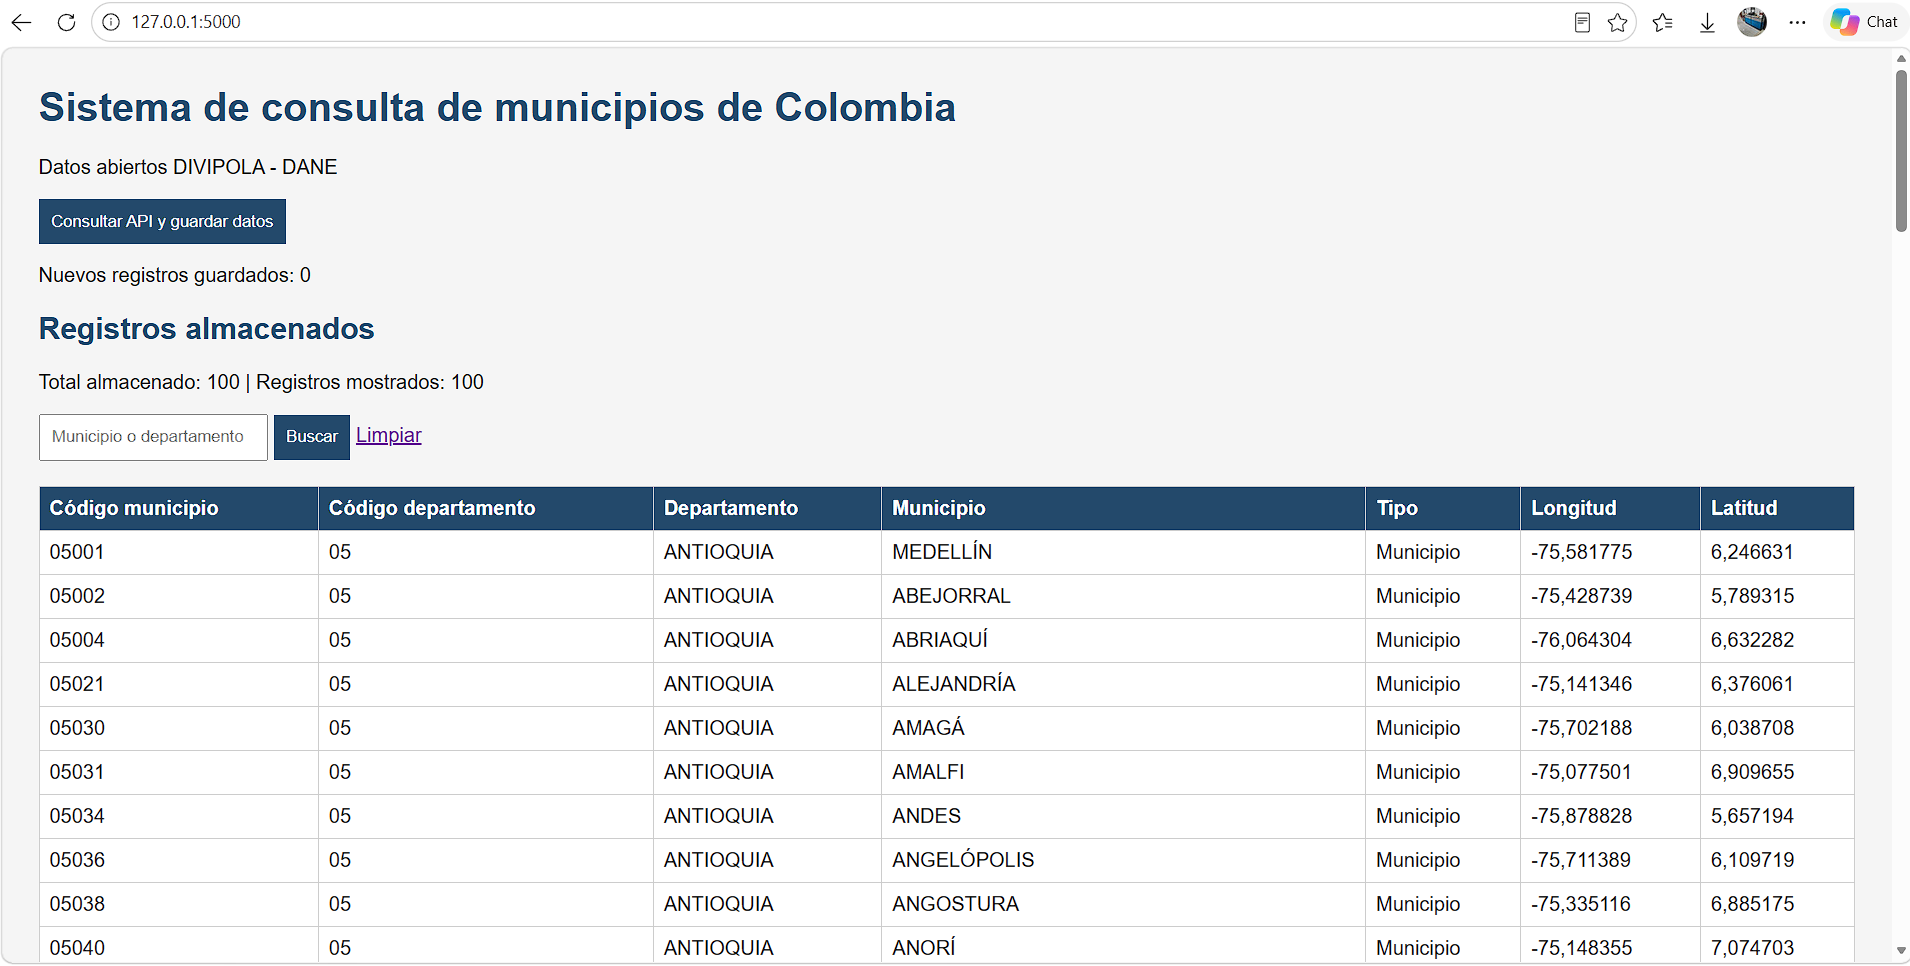 127.0.0.1:5000
Chat
Sistema de consulta de municipios de Colombia
Datos abiertos DIVIPOLA - DANE
Consultar API y guardar datos
Nuevos registros guardados: 0
Registros almacenados
Total almacenado: 100 | Registros mostrados: 100
Municipio o departamento Buscar Limpiar
Código municipio Código departamento Departamento Municipio Tipo Longitud Latitud
05001 05 ANTIOQUIA MEDELLÍN Municipio -75,581775 6,246631
05002 05 ANTIOQUIA ABEJORRAL Municipio -75,428739 5,789315
05004 05 ANTIOQUIA ABRIAQUÍ Municipio -76,064304 6,632282
05021 05 ANTIOQUIA ALEJANDRÍA Municipio -75,141346 6,376061
05030 05 ANTIOQUIA AMAGÁ Municipio -75,702188 6,038708
05031 05 ANTIOQUIA AMALFI Municipio -75,077501 6,909655
05034 05 ANTIOQUIA ANDES Municipio -75,878828 5,657194
05036 05 ANTIOQUIA ANGELÓPOLIS Municipio -75,711389 6,109719
05038 05 ANTIOQUIA ANGOSTURA Municipio -75,335116 6,885175
05040 05 ANTIOQUIA ANORÍ Municipio -75,148355 7,074703